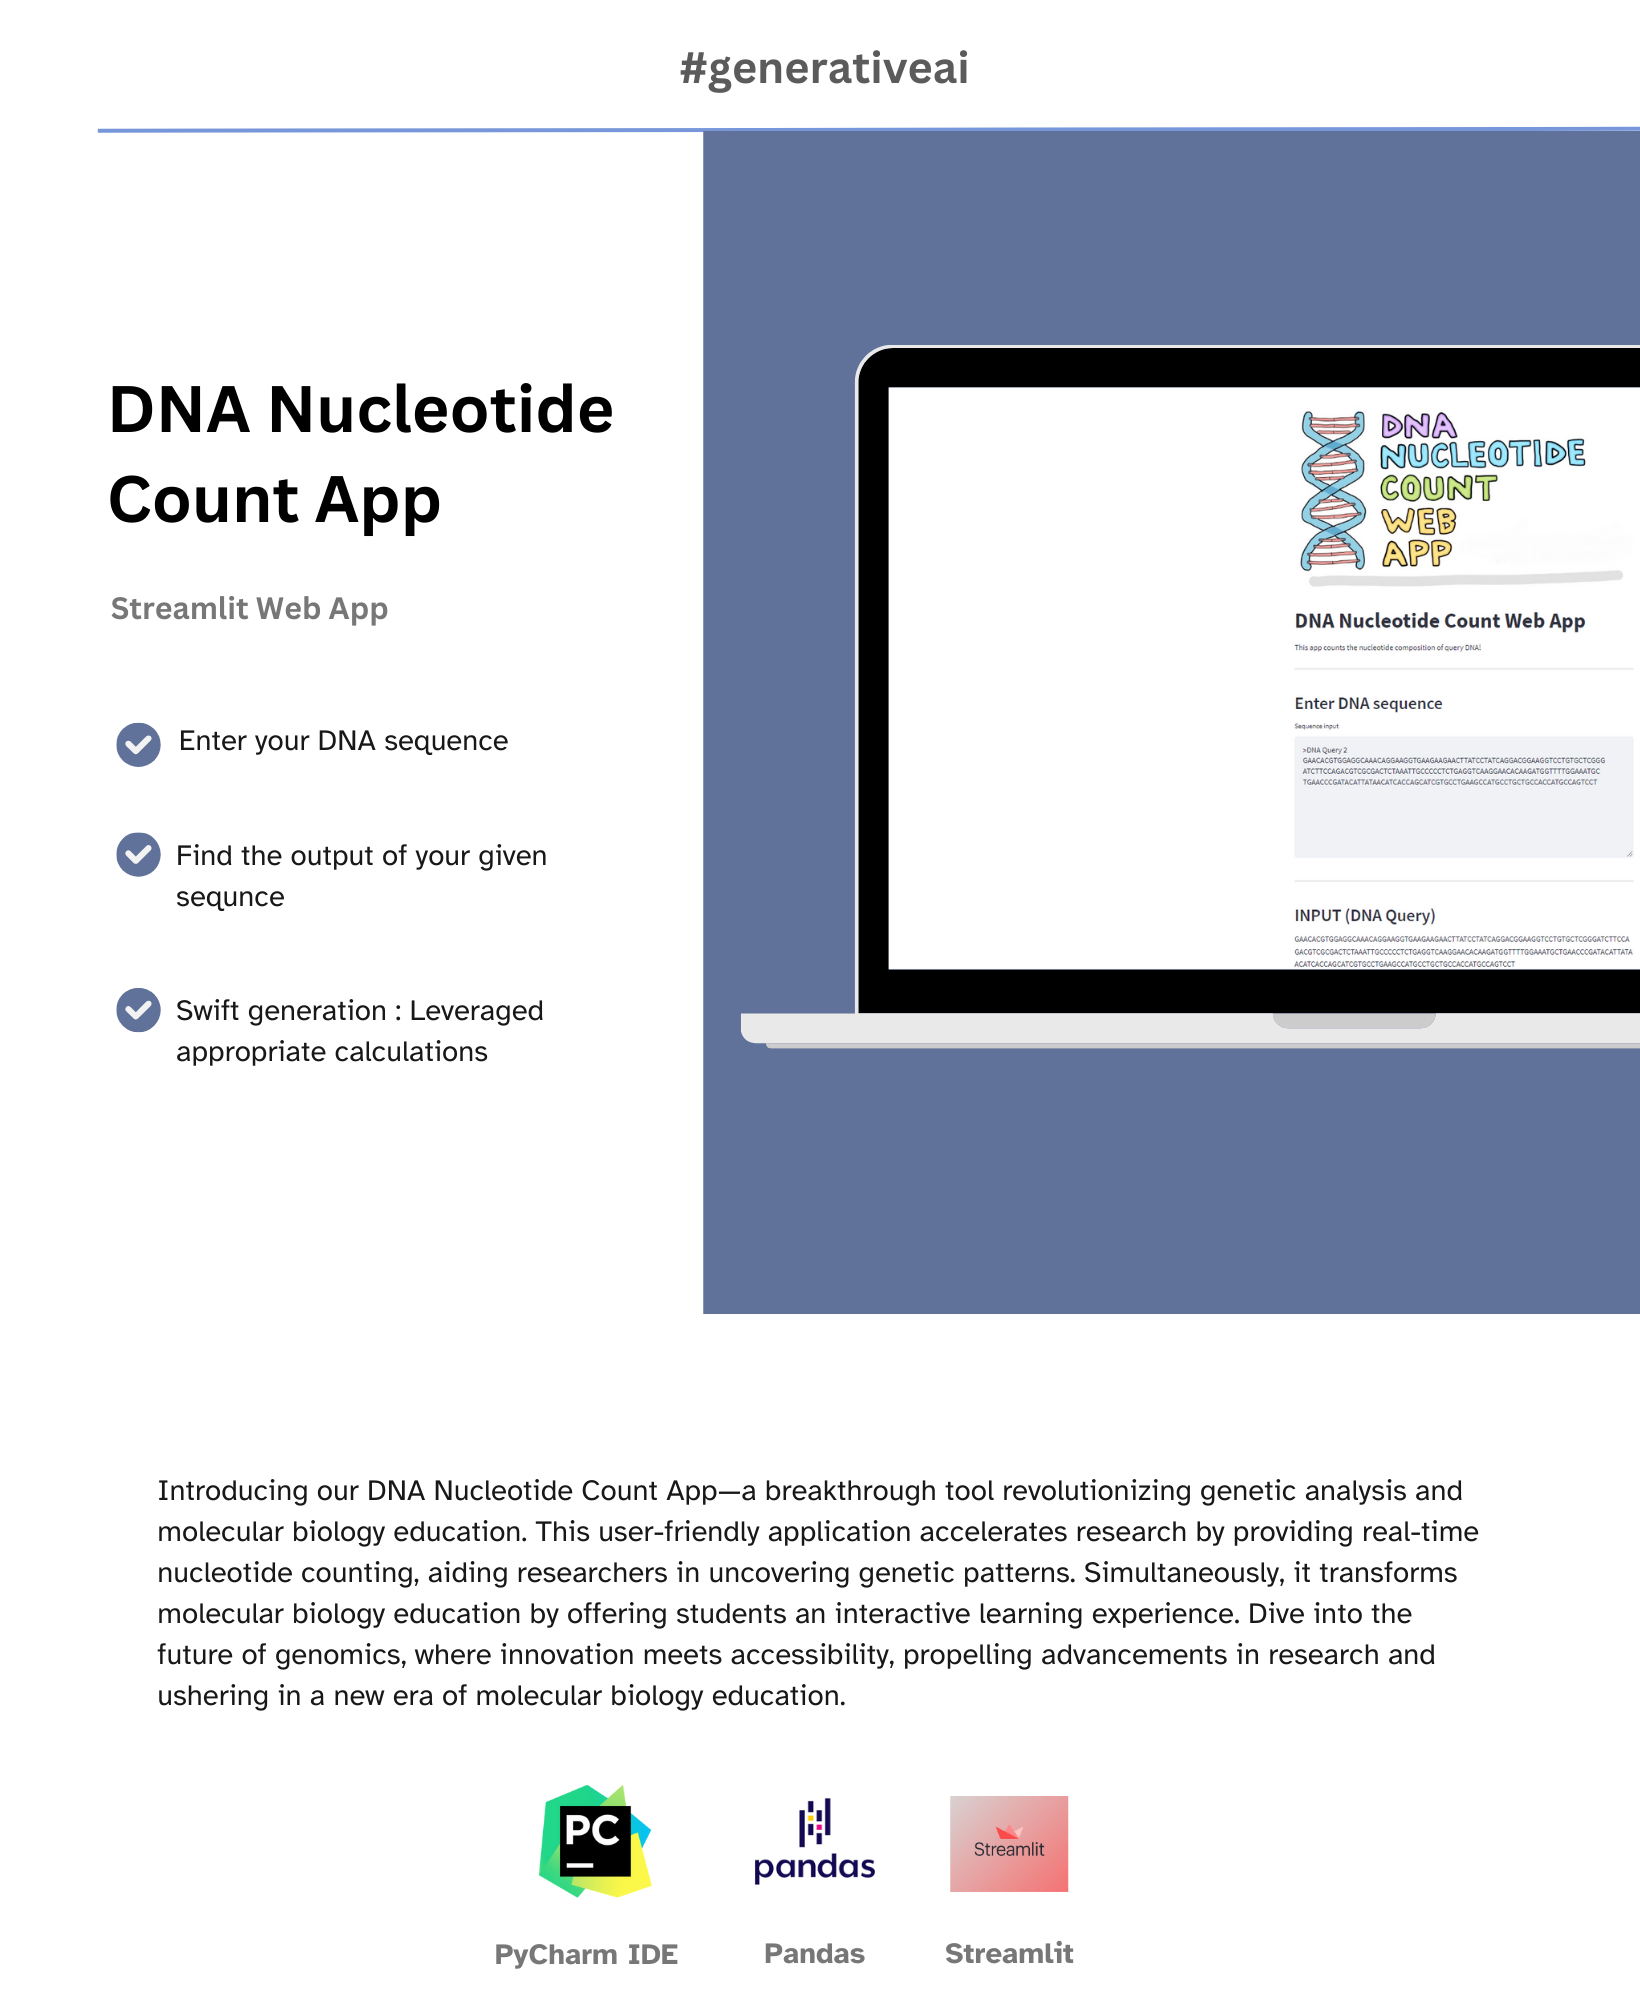 #generativeai
DNA Nucleotide
Count App
Streamlit Web App
Enter your DNA sequence
Find the output of your given
sequnce
Swift generation : Leveraged
appropriate calculations
DNA
NUCLEOTIDE
COUNT
WEB
APP
DNA Nucleotide Count Web App
This app counts the nucleotide composition of query DNA!
Enter DNA sequence
Sequence input
>DNA Query 2
GAACACGTGGAGGCAAACAGGAAGGTGAAGAAGAACTTATCCTATCAGGACGGAAGGTCCTGTGCTCGGG
ATCTTCCAGACGTCGCGACTCTAAATTGCCCCCTCTGAGGTCAAGGAACACAAGATGGTTTTGGAAATGC
TGAACCCGATACATTATAACATCACCAGCATCGTGCCTGAAGCCATGCCTGCTGCCACCATGCCAGTCCT
INPUT (DNA Query)
GAACACGTGGAGGCAAACAGGAAGGTGAAGAAGAACTTATCCTATCAGGACGGAAGGTCCTGTGCTCGGGATCTTCCA
GACGTCGCGACTCTAAATTGCCCCCTCTGAGGTCAAGGAACACAAGATGGTTTTGGAAATGCTGAACCCGATACATTATA
ACATCACCAGCATCGTGCCTGAAGCCATGCCTGCTGCCACCATGCCAGTCCT
Introducing our DNA Nucleotide Count App—a breakthrough tool revolutionizing genetic analysis and
molecular biology education. This user-friendly application accelerates research by providing real-time
nucleotide counting, aiding researchers in uncovering genetic patterns. Simultaneously, it transforms
molecular biology education by offering students an interactive learning experience. Dive into the
future of genomics, where innovation meets accessibility, propelling advancements in research and
ushering in a new era of molecular biology education.
PC
pandas
Streamlit
PyCharm IDE
Pandas
Streamlit